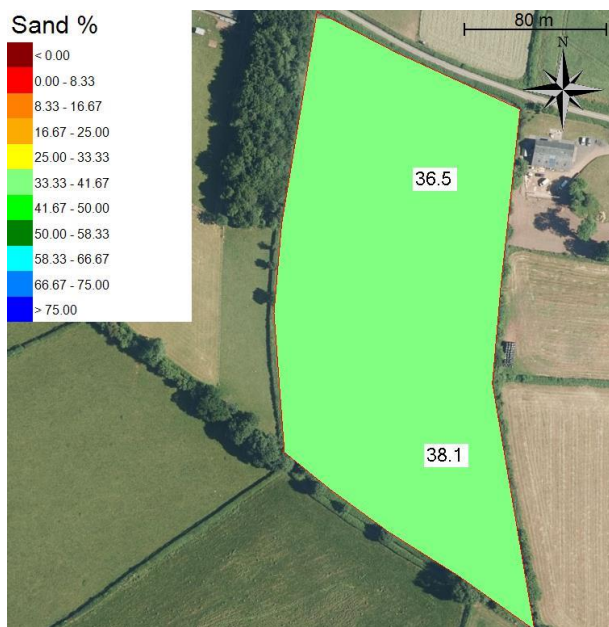 Sand %
< 0.00
0.00 - 8.33
8.33 - 16.67
16.67 - 25.00
25.00 - 33.33
33.33 - 41.67
41.67 - 50.00
50.00 - 58.33
58.33 - 66.67
66.67 - 75.00
> 75.00
80 m
N
36.5
38.1